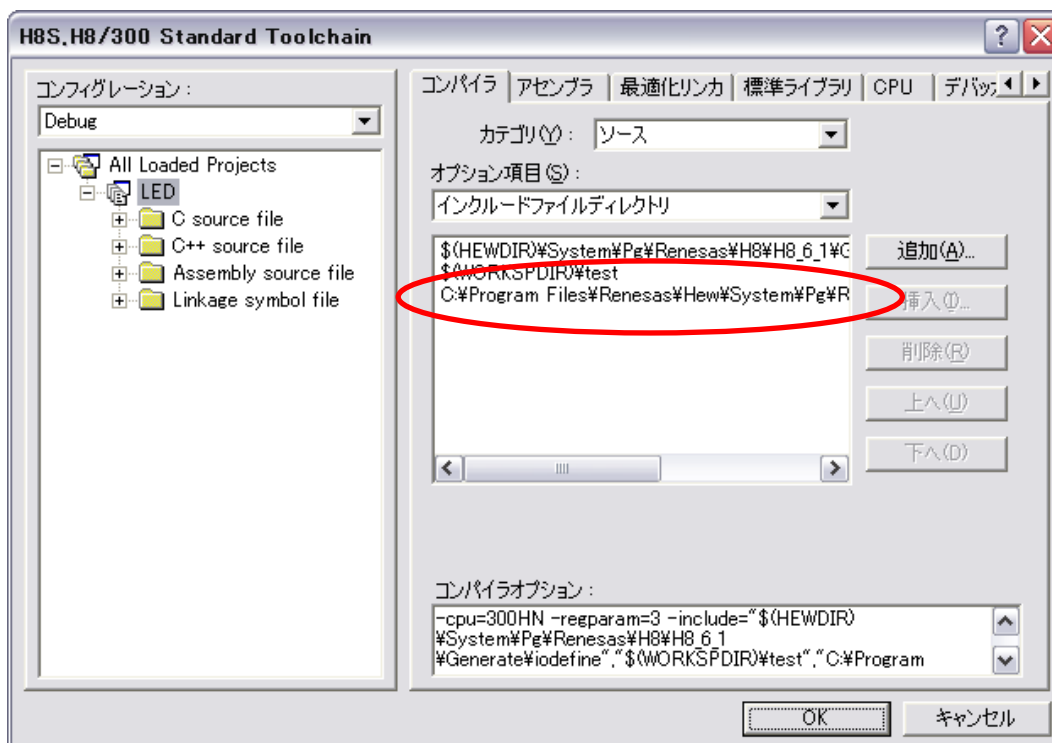 H8S,H8/300 Standard Toolchain
コンフィグレーション :
Debug
All Loaded Projects
LED
C source file
C++ source file
Assembly source file
Linkage symbol file
コンパイラ
アセンブラ
最適化リンカ
標準ライブラリ
CPU
デバッ
カテゴリ(Y) :
ソース
オプション項目(S) :
インクルードファイルディレクトリ
$(HEWDIR)¥System¥Pg¥Renesas¥H8¥H8_6_1¥G
$(WORKSPDIR)¥test
C:¥Program Files¥Renesas¥Hew¥System¥Pg¥R
追加(A)...
挿入(I)...
削除(R)
上へ(U)
下へ(D)
コンパイラオプション :
-cpu=300HN -regparam=3 -include="$(HEWDIR)
¥System¥Pg¥Renesas¥H8¥H8_6_1
¥Generate¥iodefine","$(WORKSPDIR)¥test","C:¥Program
OK
キャンセル